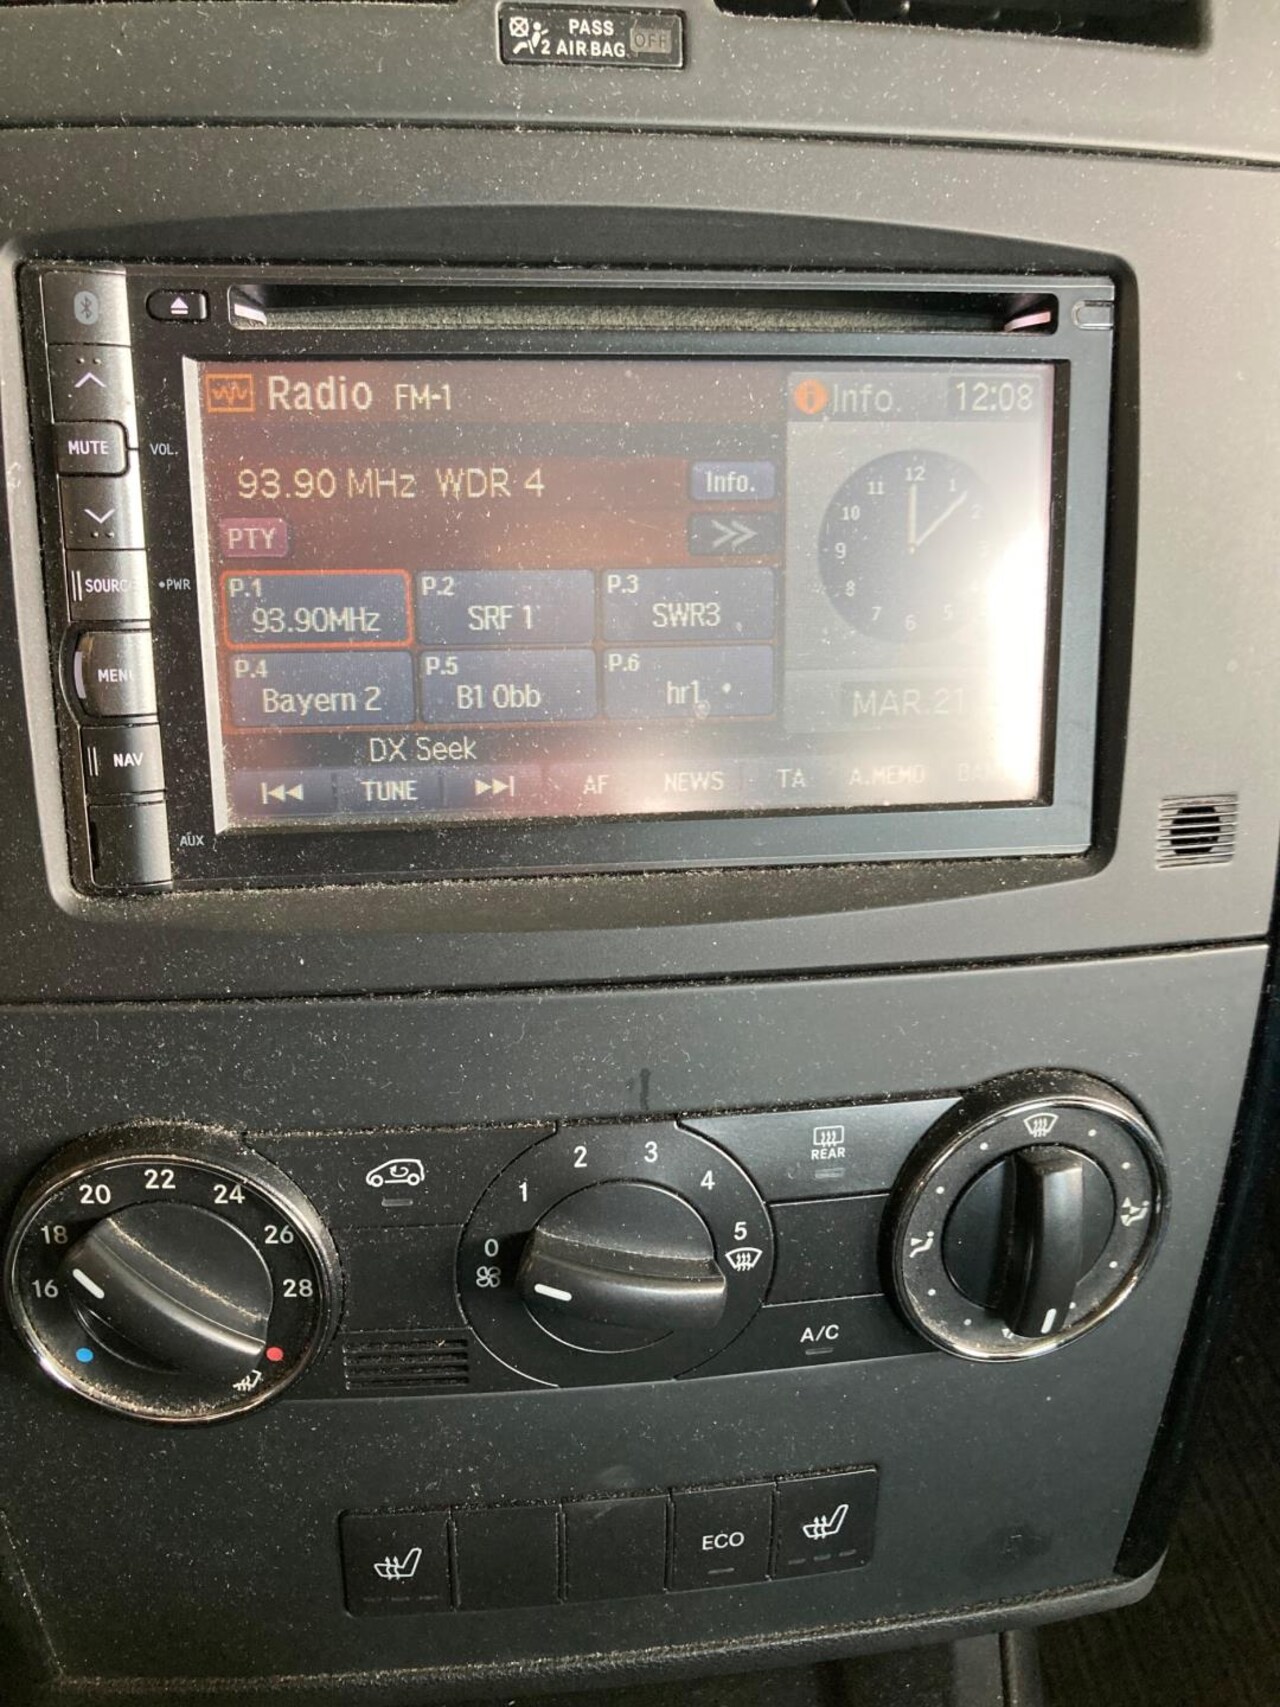 PASS
2 AIR BAG OFF
Radio FM-1
Info. 12:08
MUTE
VOL.
93.90 MHz WDR 4
Info.
PTY
SOURC
PWR
P.1
93.90MHz
P.2
SRF 1
P.3
SWR3
MENU
P.4
Bayern 2
P.5
B1 Obb
P.6
hr1
12
1
2
5
6
7
8
9
10
11
MAR.21
NAV
DX Seek
TUNE
AF
NEWS
TA
A.MEMO
AUX
16
18
20
22
24
26
28
0
1
2
3
4
5
REAR
A/C
ECO